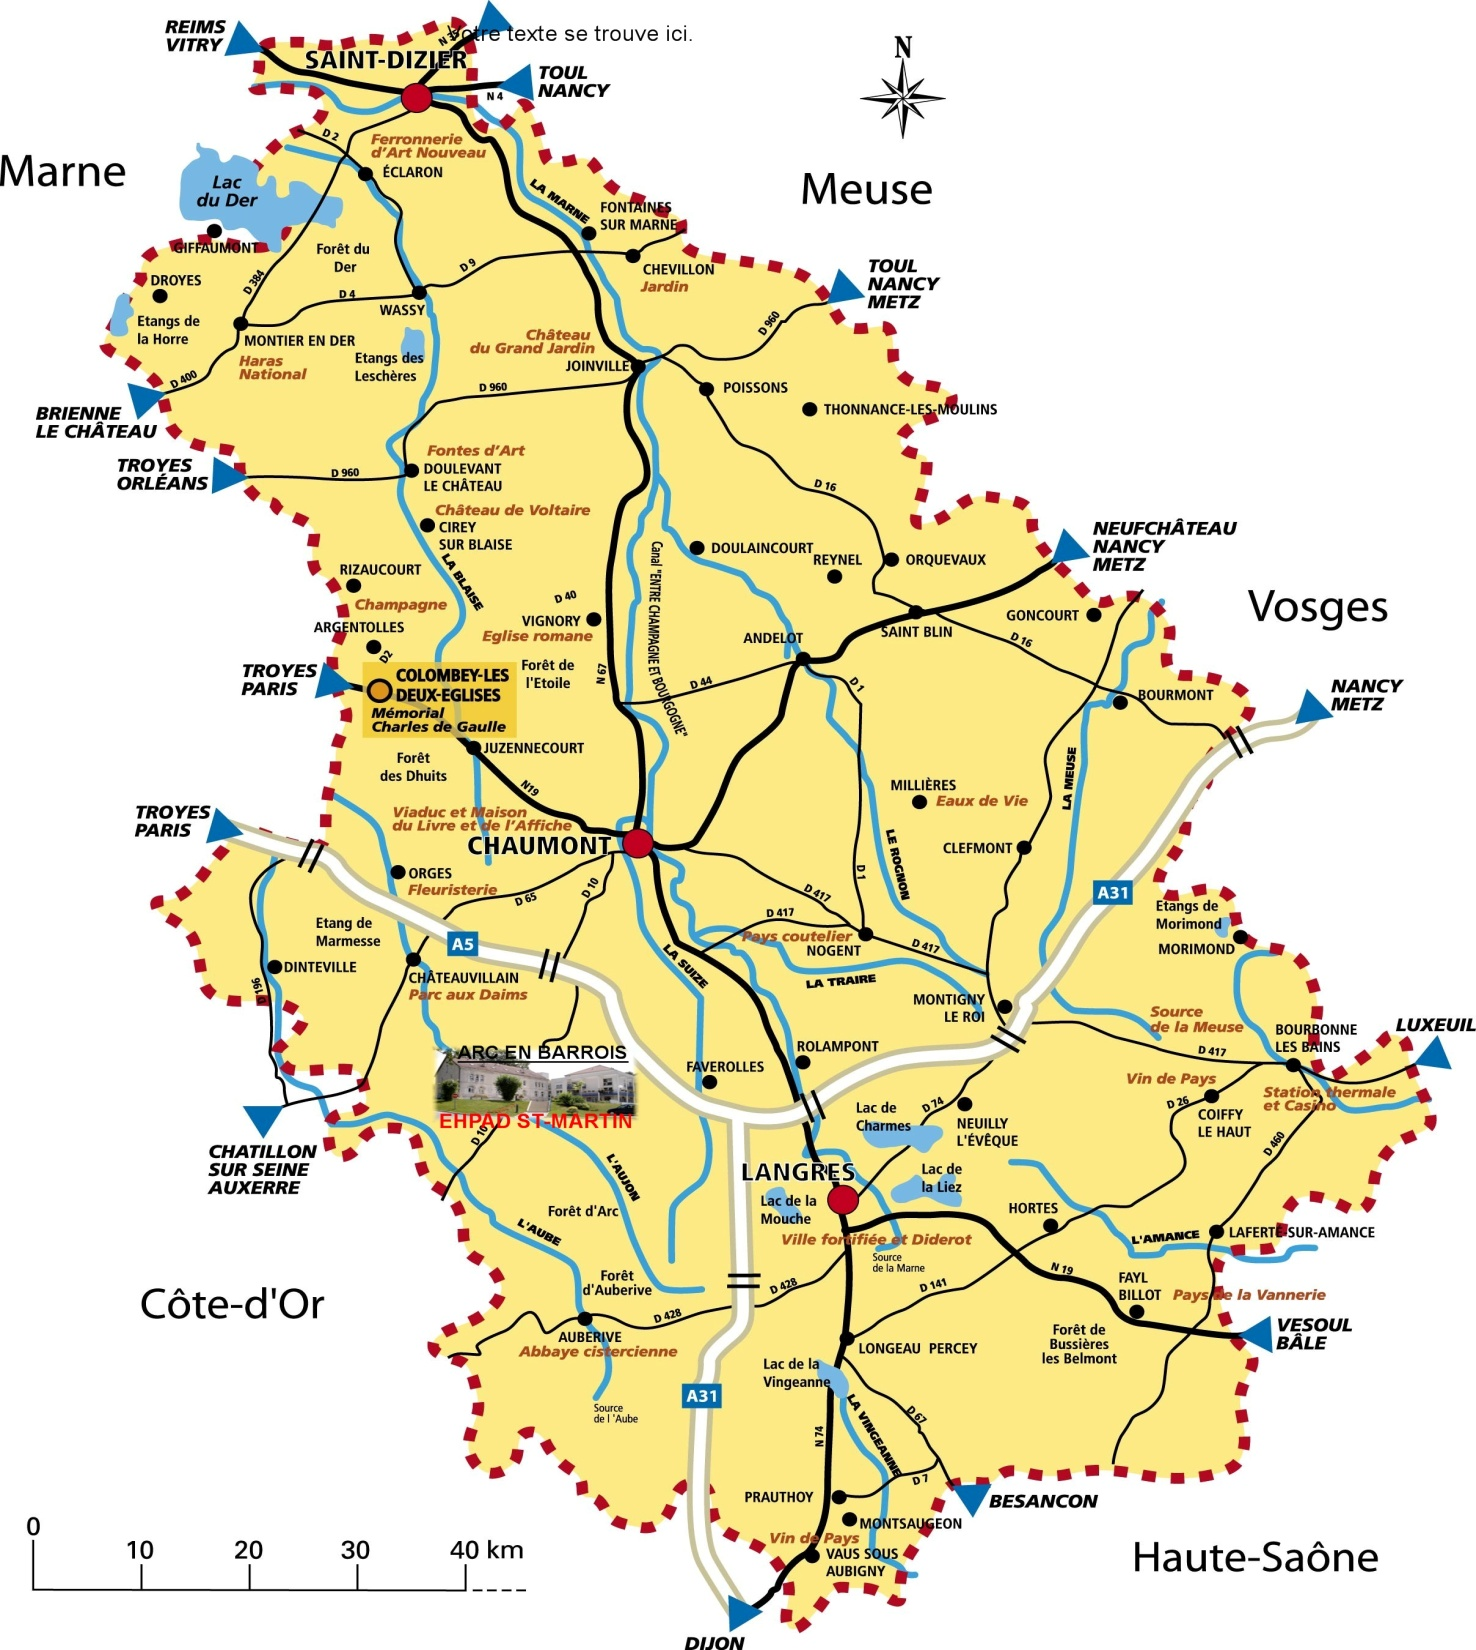 REIMS
VITRY
N 35
Votre texte se trouve ici.
SAINT-DIZIER
TOUL
NANCY
N 4
N
Marne
Meuse
D 2
Ferronnerie
d'Art Nouveau
ÉCLARON
Lac
du Der
LA MARNE
FONTAINES
SUR MARNE
GIFFAUMONT
Forêt du
Der
D 9
CHEVILLON
Jardin
TOUL
NANCY
METZ
DROYES
D 384
D 4
WASSY
Etangs de
la Horre
MONTIER EN DER
Haras
National
Etangs des
Leschères
Château
du Grand Jardin
JOINVILLE
D 960
D 400
D 960
POISSONS
THONNANCE-LES-MOULINS
BRIENNE
LE CHÂTEAU
TROYES
ORLÉANS
D 960
Fontes d'Art
DOULEVANT
LE CHÂTEAU
D 16
Château de Voltaire
CIREY
SUR BLAISE
LA BLAISE
Canal "ENTRE CHAMPAGNE ET BOURGOGNE"
DOULAINCOURT
REYNEL
ORQUEVAUX
NEUFCHÂTEAU
NANCY
METZ
RIZAUCOURT
Champagne
ARGENTOLLES
D2
D 40
VIGNORY
Eglise romane
ANDELOT
SAINT BLIN
GONCOURT
D 16
Vosges
TROYES
PARIS
COLOMBEY-LES
DEUX-EGLISES
Mémorial
Charles de Gaulle
Forêt de
l'Etoile
N 67
D 44
D 1
BOURMONT
NANCY
METZ
JUZENNECOURT
Forêt
des Dhuits
N19
LA MEUSE
MILLIÈRES
Eaux de Vie
TROYES
PARIS
Viaduc et Maison
du Livre et de l'Affiche
CHAUMONT
CLEFMONT
LE ROGNON
D 1
ORGES
Fleuristerie
D 65
D 10
D 417
A31
Etang de
Marmesse
A5
D 417
Pays coutelier
NOGENT
D 417
Etangs de
Morimond
MORIMOND
DINTEVILLE
D 196
CHÂTEAUVILLAIN
Parc aux Daims
LA SUIZE
LA TRAIRE
MONTIGNY
LE ROI
Source
de la Meuse
BOURBONNE
LES BAINS
LUXEUIL
ARC EN BARROIS
FAVEROLLES
ROLAMPONT
D 417
Vin de Pays
Station thermale
et Casino
EHPAD ST-MARTIN
Lac de
Charmes
D 74
NEUILLY
L'ÉVÊQUE
D 26
COIFFY
LE HAUT
D 460
D 10
CHATILLON
SUR SEINE
AUXERRE
L'AUJON
LANGRES
Lac de
la Liez
Lac de la
Mouche
Forêt d'Arc
L'AUBE
HORTES
L'AMANCE
LAFERTÉ-SUR-AMANCE
Ville fortifiée et Diderot
Source
de la Marne
Côte-d'Or
Forêt
d'Auberive
D 428
D 141
N 19
FAYL
BILLOT
Pays de la Vannerie
D 428
AUBERIVE
Abbaye cistercienne
LONGEAU PERCEY
Forêt de
Bussières
les Belmont
VESOUL
BÂLE
Lac de la
Vingeanne
A31
Source
de l 'Aube
LA VINGEANNE
D 67
N 74
D 7
PRAUTHOY
BESANCON
MONTSAUGEON
Vin de Pays
VAUS SOUS
AUBIGNY
Haute-Saône
0
10
20
30
40 km
DIJON